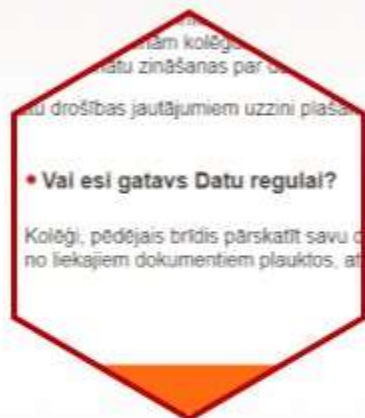 kolēģ
zināšanas par
drošības jautājumiem uzzini
• Vai esi gatavs Datu regulai?
Kolēģi, pēdējais brīdis pārskatīt savu
no liekajiem dokumentiem plauktos, at